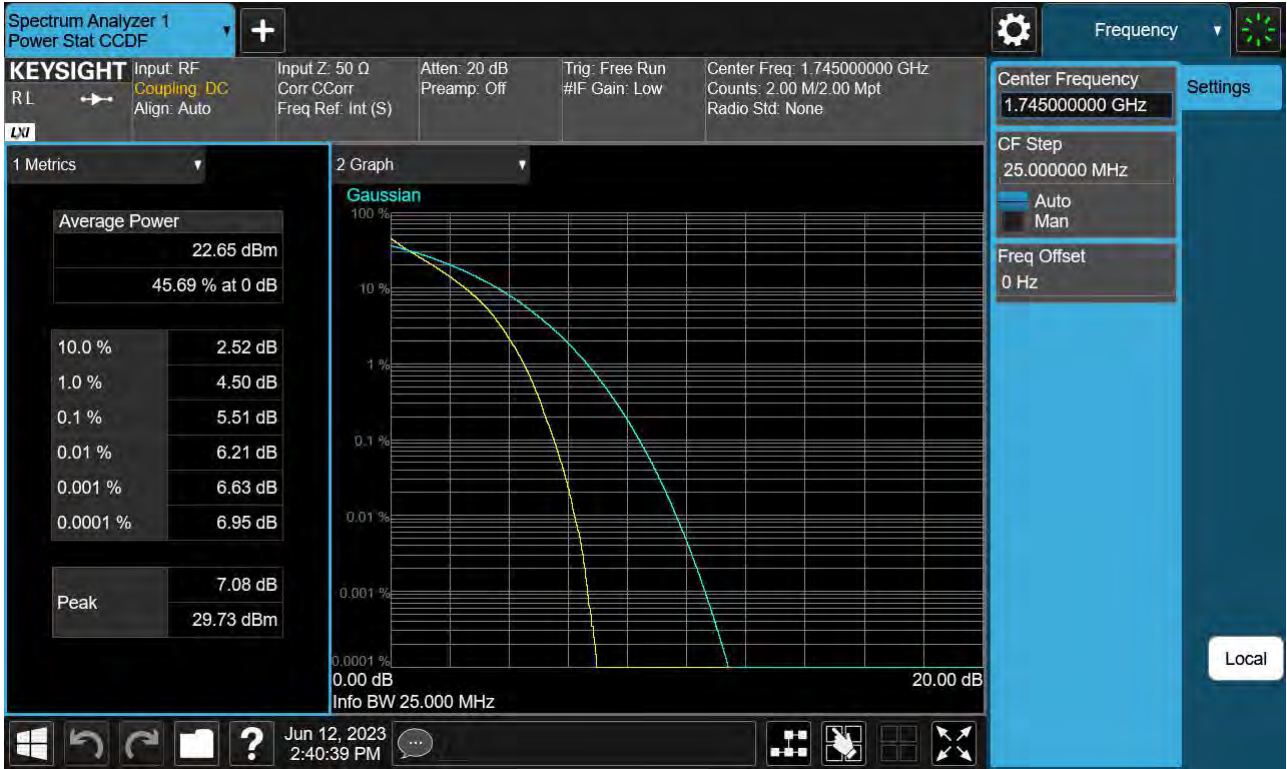 Spectrum Analyzer 1
Power Stat CCDF
+
Frequency
KEYSIGHT
RL
LXI
Input: RF
Coupling: DC
Align: Auto
Input Z: 50 Ω
Corr CCorr
Freq Ref: Int (S)
Atten: 20 dB
Preamp: Off
Trig: Free Run
#IF Gain: Low
Center Freq: 1.745000000 GHz
Counts: 2.00 M/2.00 Mpt
Radio Std: None
Center Frequency
1.745000000 GHz
Settings
CF Step
25.000000 MHz
Auto
Man
Freq Offset
0 Hz
1 Metrics
Average Power
22.65 dBm
45.69 % at 0 dB
10.0 % 2.52 dB
1.0 % 4.50 dB
0.1 % 5.51 dB
0.01 % 6.21 dB
0.001 % 6.63 dB
0.0001 % 6.95 dB
Peak
7.08 dB
29.73 dBm
2 Graph
Gaussian
100 %
10 %
1 %
0.1 %
0.01 %
0.001 %
0.0001 %
0.00 dB 20.00 dB
Info BW 25.000 MHz
Local
?
Jun 12, 2023
2:40:39 PM